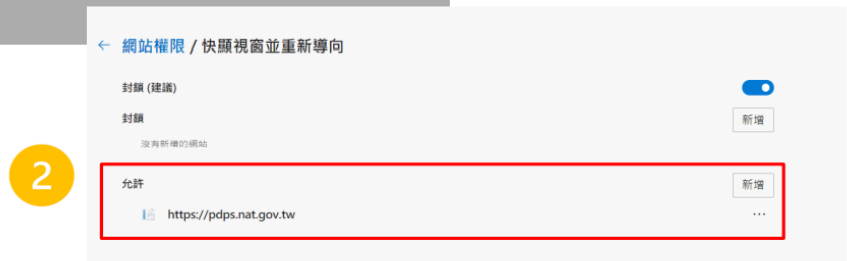 ← 網站權限 / 快顯視窗並重新導向
封鎖 (建議)
封鎖 新增
沒有新增的網站
2
允許 新增
https://pdps.nat.gov.tw ...